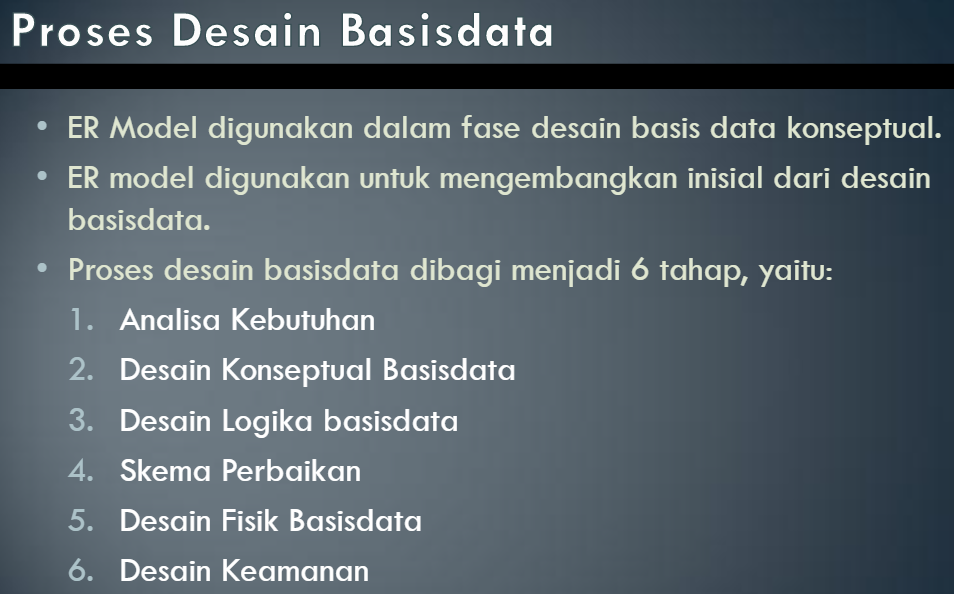 Proses Desain Basisdata
• ER Model digunakan dalam fase desain basis data konseptual.
• ER model digunakan untuk mengembangkan inisial dari desain
basisdata.
• Proses desain basisdata dibagi menjadi 6 tahap, yaitu:
1. Analisa Kebutuhan
2. Desain Konseptual Basisdata
3. Desain Logika basisdata
4. Skema Perbaikan
5. Desain Fisik Basisdata
6. Desain Keamanan